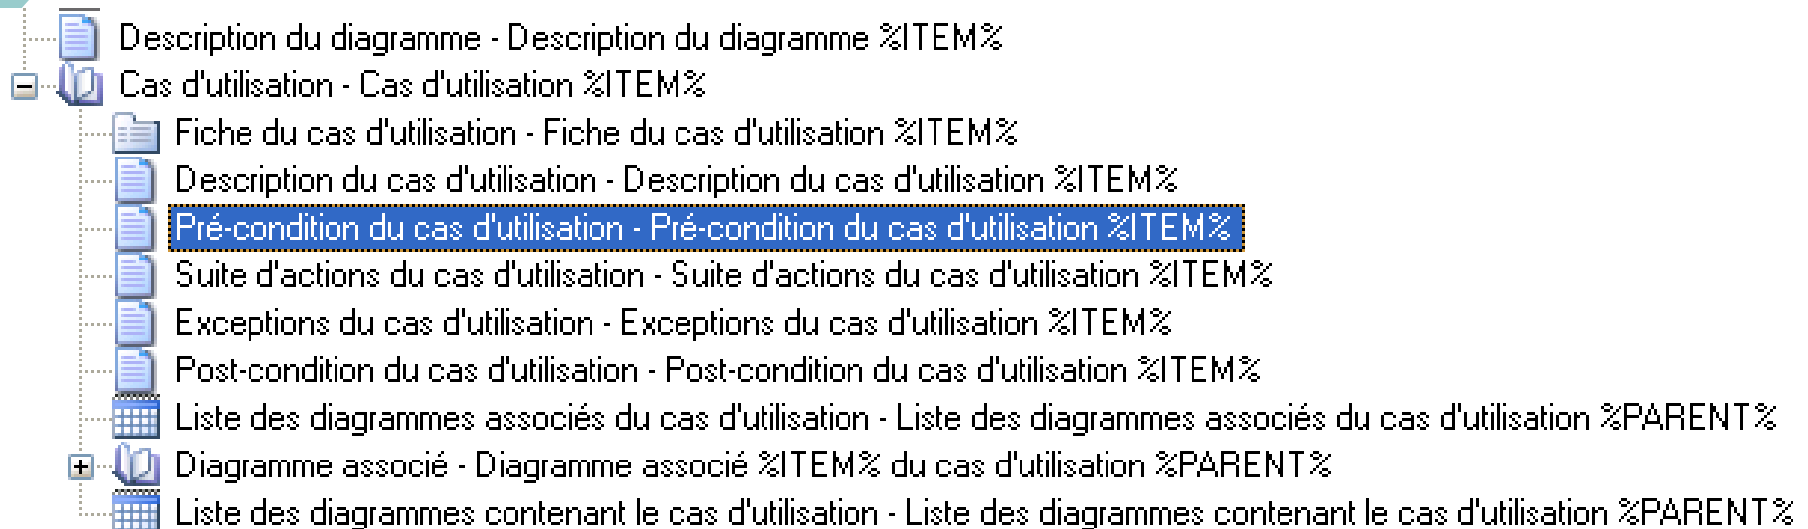 Description du diagramme - Description du diagramme %ITEM%
Cas d'utilisation - Cas d'utilisation %ITEM%
Fiche du cas d'utilisation - Fiche du cas d'utilisation %ITEM%
Description du cas d'utilisation - Description du cas d'utilisation %ITEM%
Pré-condition du cas d'utilisation - Pré-condition du cas d'utilisation %ITEM%
Suite d'actions du cas d'utilisation - Suite d'actions du cas d'utilisation %ITEM%
Exceptions du cas d'utilisation - Exceptions du cas d'utilisation %ITEM%
Post-condition du cas d'utilisation - Post-condition du cas d'utilisation %ITEM%
Liste des diagrammes associés du cas d'utilisation - Liste des diagrammes associés du cas d'utilisation %PARENT%
Diagramme associé - Diagramme associé %ITEM% du cas d'utilisation %PARENT%
Liste des diagrammes contenant le cas d'utilisation - Liste des diagrammes contenant le cas d'utilisation %PARENT%